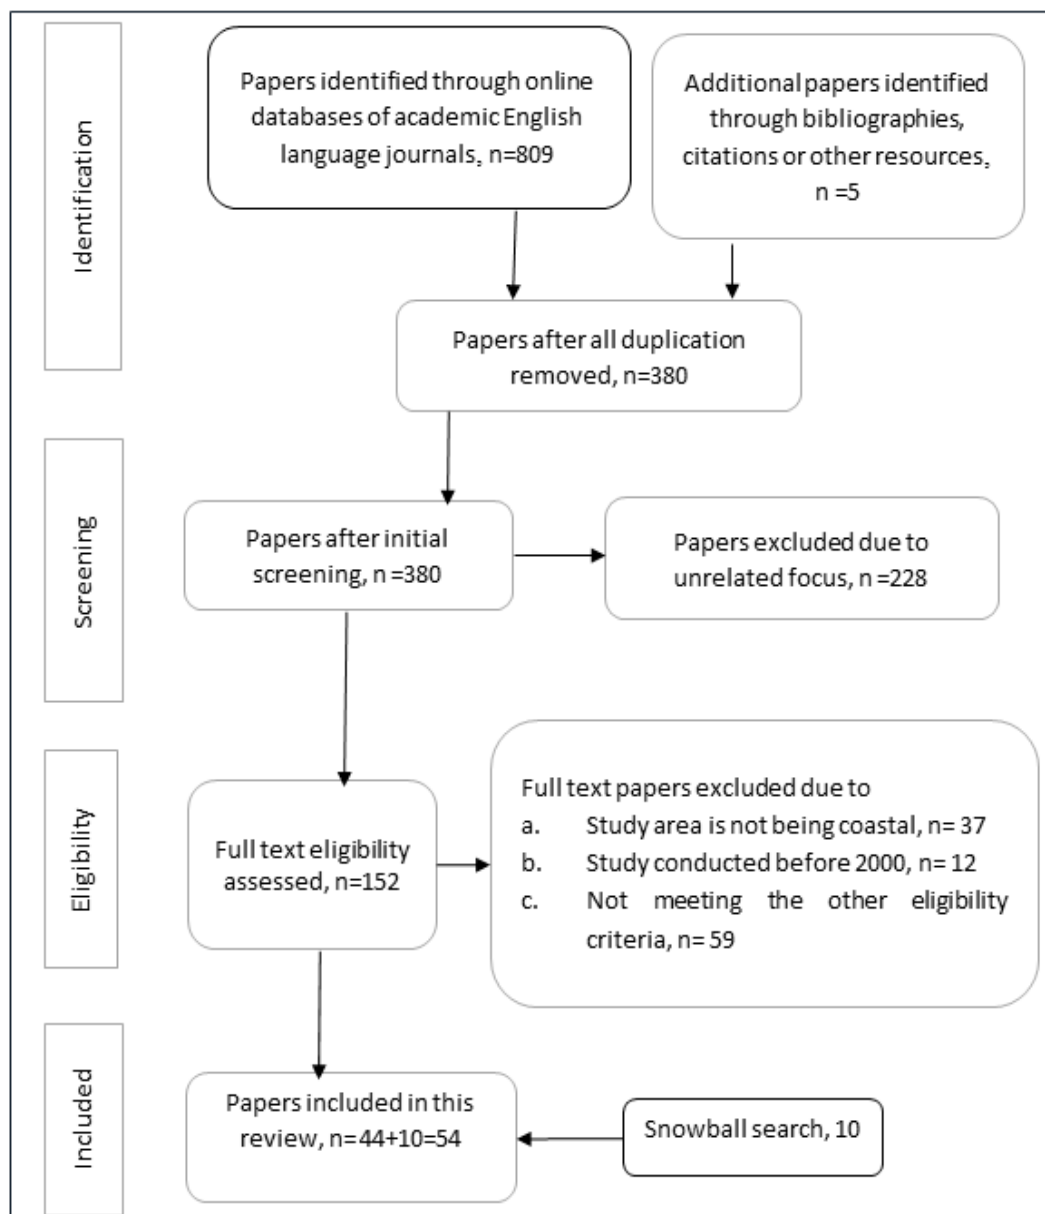 Identification
Papers identified through online
databases of academic English
language journals, n=809
Additional papers identified
through bibliographies,
citations or other resources,
n =5
Papers after all duplication
removed, n=380
Screening
Papers after initial
screening, n =380
Papers excluded due to
unrelated focus, n =228
Eligibility
Full text eligibility
assessed, n=152
Full text papers excluded due to
a. Study area is not being coastal, n= 37
b. Study conducted before 2000, n= 12
c. Not meeting the other eligibility
criteria, n= 59
Included
Papers included in this
review, n= 44+10=54
Snowball search, 10